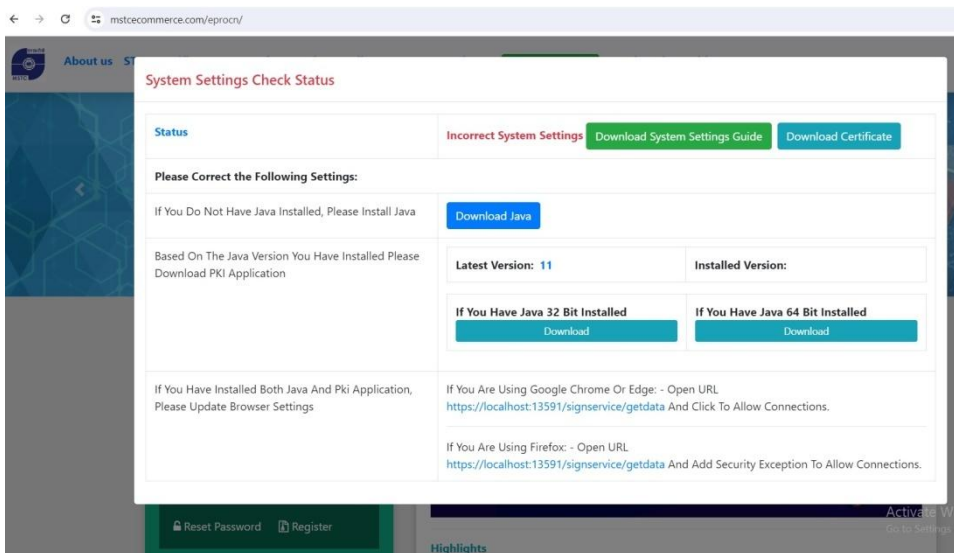 mstcecommerce.com/eprocn/
MSTC
About us ST
System Settings Check Status
Status
Incorrect System Settings Download System Settings Guide Download Certificate
Please Correct the Following Settings:
If You Do Not Have Java Installed, Please Install Java
Download Java
Based On The Java Version You Have Installed Please
Download PKI Application
Latest Version: 11
Installed Version:
If You Have Java 32 Bit Installed
Download
If You Have Java 64 Bit Installed
Download
If You Have Installed Both Java And Pki Application,
Please Update Browser Settings
If You Are Using Google Chrome Or Edge: - Open URL
https://localhost:13591/signservice/getdata And Click To Allow Connections.
If You Are Using Firefox: - Open URL
https://localhost:13591/signservice/getdata And Add Security Exception To Allow Connections.
Reset Password Register
Highlights
Activate W
Go to Settings